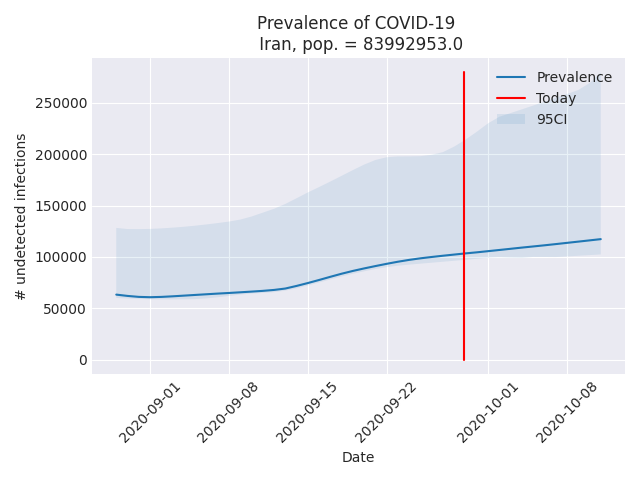 Prevalence of COVID-19
Iran, pop. = 83992953.0
Prevalence
Today
95CI
# undetected infections
250000
200000
150000
100000
50000
0
2020-09-01
2020-09-08
2020-09-15
2020-09-22
2020-10-01
2020-10-08
Date